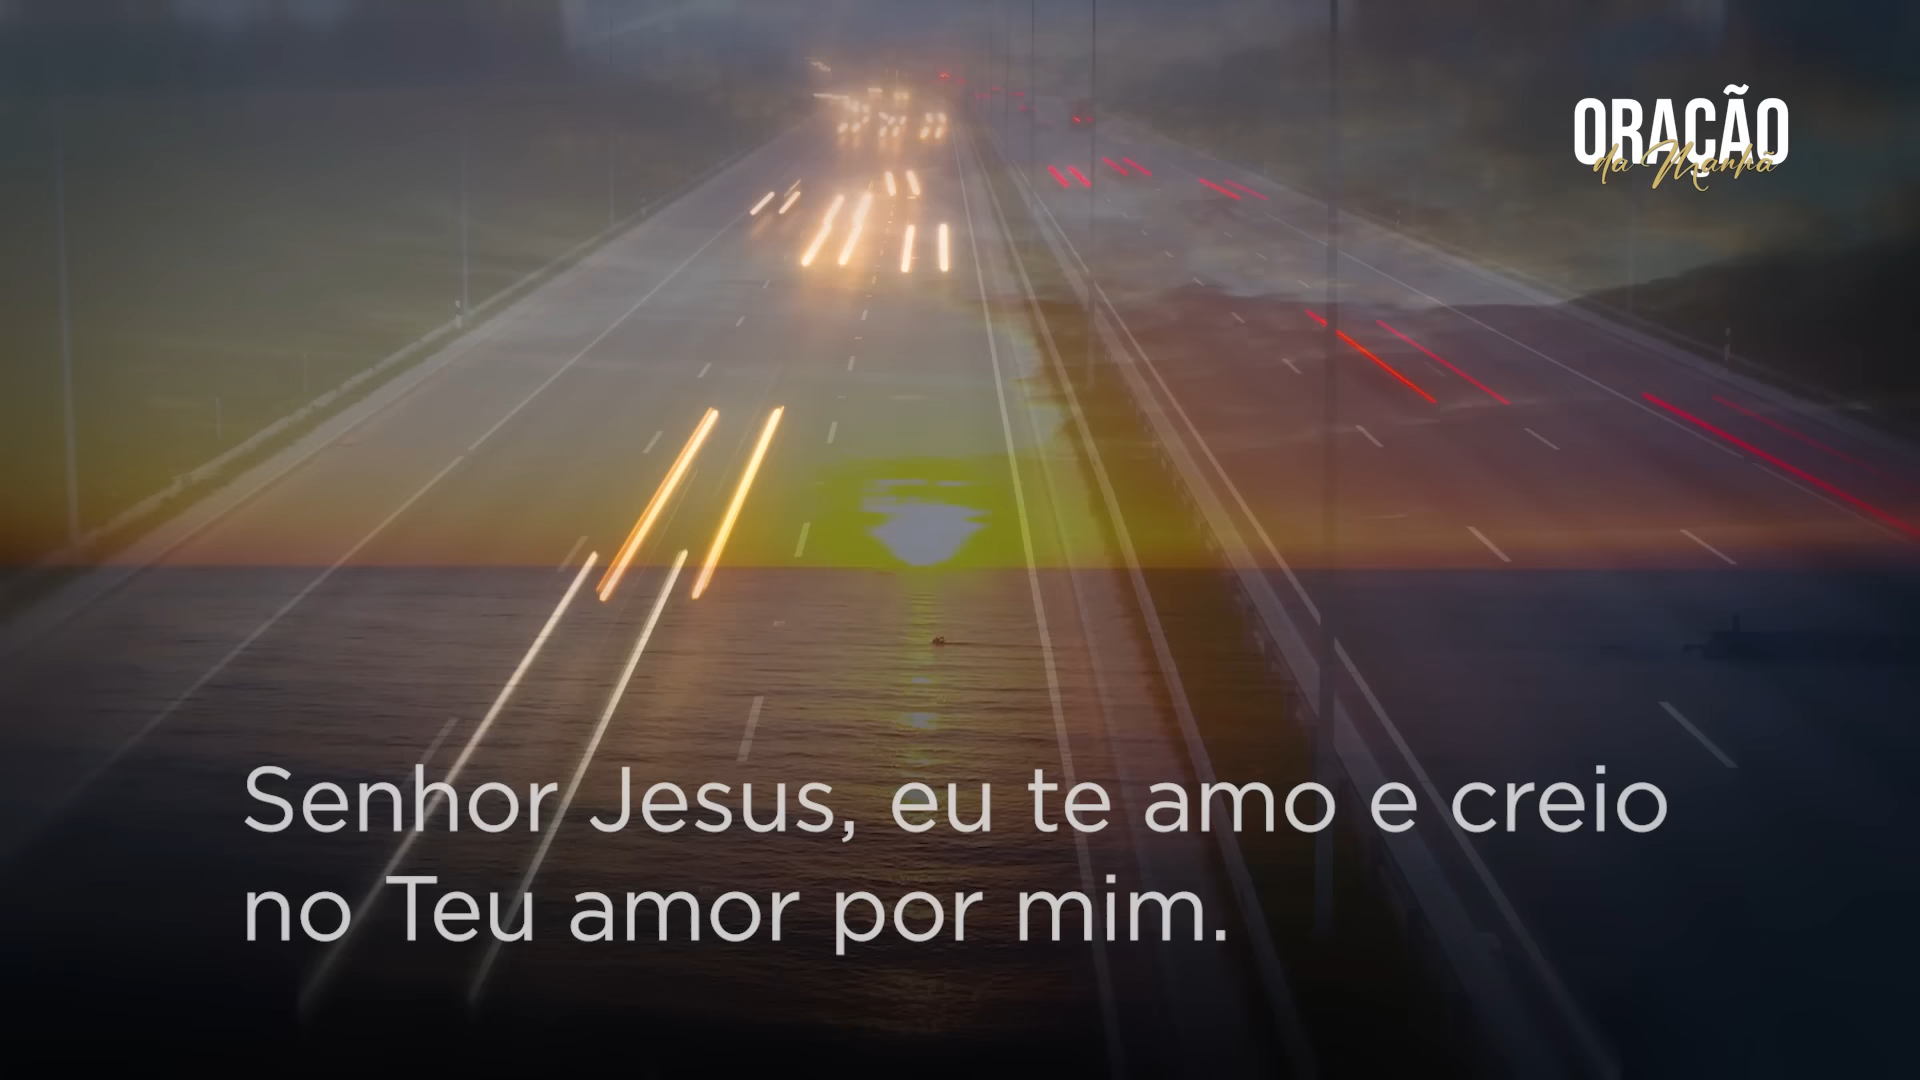 ORAÇÃO
da Manhã
Senhor Jesus, eu te amo e creio
no Teu amor por mim.